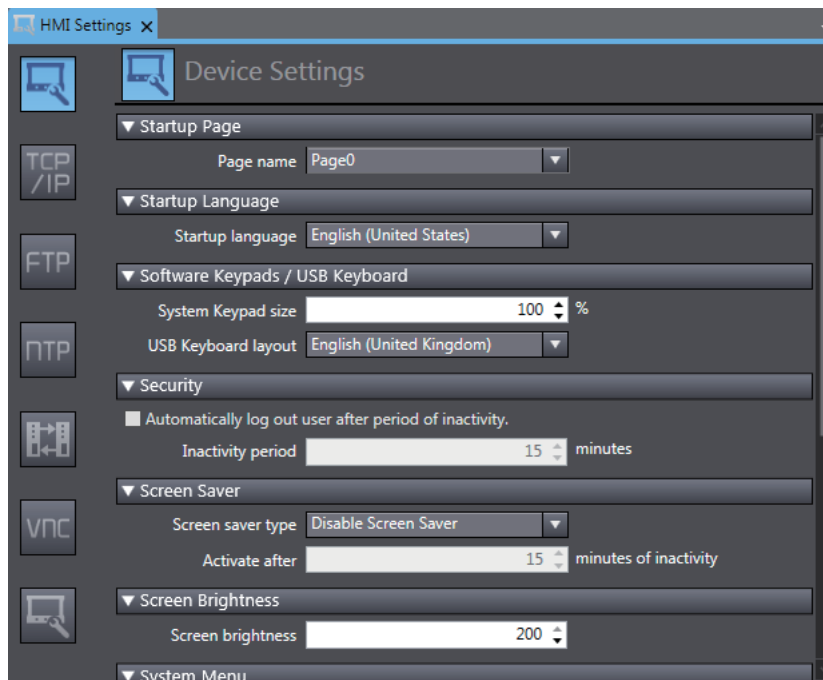 HMI Settings
Device Settings
Startup Page
Page name Page0
TCP
/IP
Startup Language
Startup language English (United States)
FTP
Software Keypads / USB Keyboard
System Keypad size 100 %
USB Keyboard layout English (United Kingdom)
NTP
Security
Automatically log out user after period of inactivity.
Inactivity period 15 minutes
Screen Saver
Screen saver type Disable Screen Saver
VNC
Activate after 15 minutes of inactivity
Screen Brightness
Screen brightness 200
System Menu